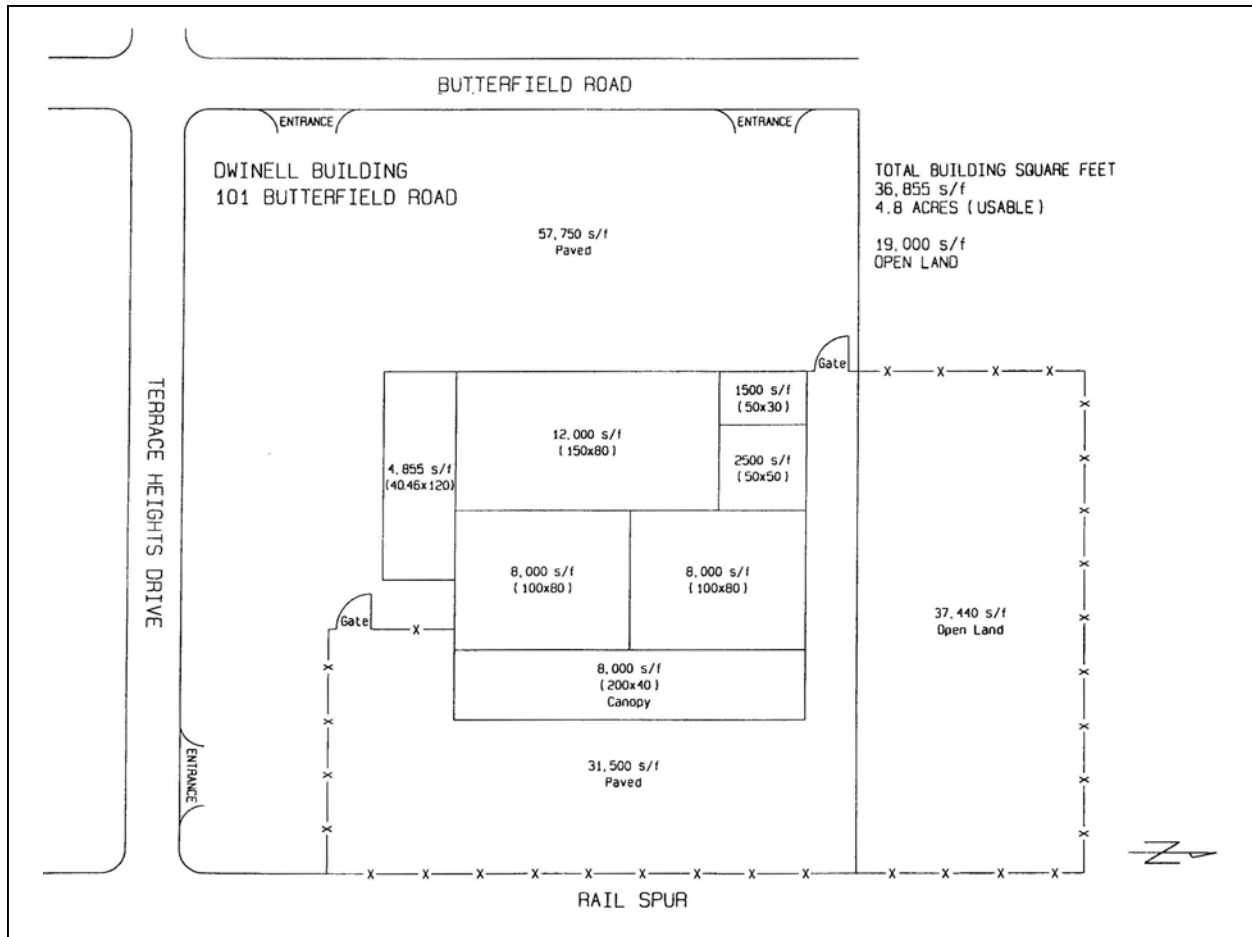 BUTTERFIELD ROAD
ENTRANCE
ENTRANCE
DWINELL BUILDING
101 BUTTERFIELD ROAD
TOTAL BUILDING SQUARE FEET
36,855 s/f
4.8 ACRES (USABLE)
19,000 s/f
OPEN LAND
57,750 s/f
Paved
Gate
TERRACE HEIGHTS DRIVE
1500 s/f
(50x30)
12,000 s/f
(150x80)
4,855 s/f
(40.46x120)
2500 s/f
(50x50)
8,000 s/f
(100x80)
8,000 s/f
(100x80)
Gate
37,440 s/f
Open Land
8,000 s/f
(200x40)
Canopy
ENTRANCE
31,500 s/f
Paved
RAIL SPUR